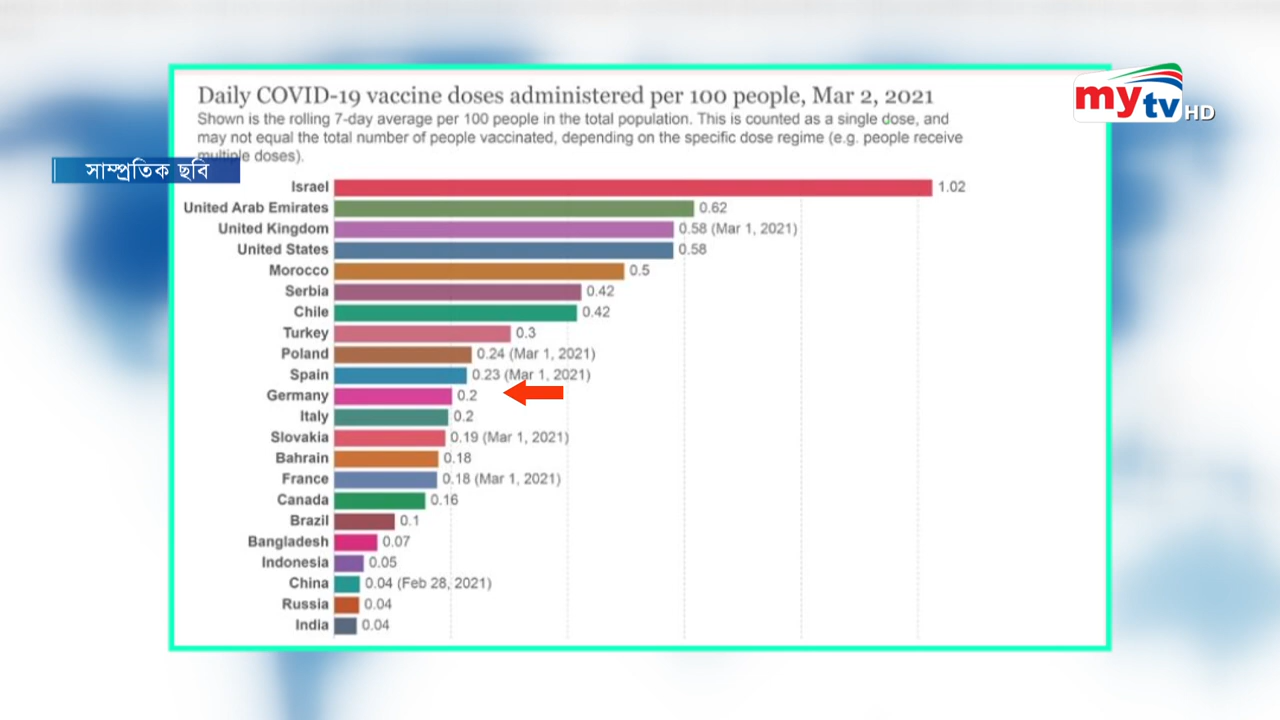 Daily COVID-19 vaccine doses administered per 100 people, Mar 2, 2021
Shown is the rolling 7-day average per 100 people in the total population. This is counted as a single dose, and
may not equal the total number of people vaccinated, depending on the specific dose regime (e.g. people receive
multiple doses).
my tv HD
সাম্প্রতিক ছবি
Israel 1.02
United Arab Emirates 0.62
United Kingdom 0.58 (Mar 1, 2021)
United States 0.58
Morocco 0.5
Serbia 0.42
Chile 0.42
Turkey 0.3
Poland 0.24 (Mar 1, 2021)
Spain 0.23 (Mar 1, 2021)
Germany 0.2
Italy 0.2
Slovakia 0.19 (Mar 1, 2021)
Bahrain 0.18
France 0.18 (Mar 1, 2021)
Canada 0.16
Brazil 0.1
Bangladesh 0.07
Indonesia 0.05
China 0.04 (Feb 28, 2021)
Russia 0.04
India 0.04